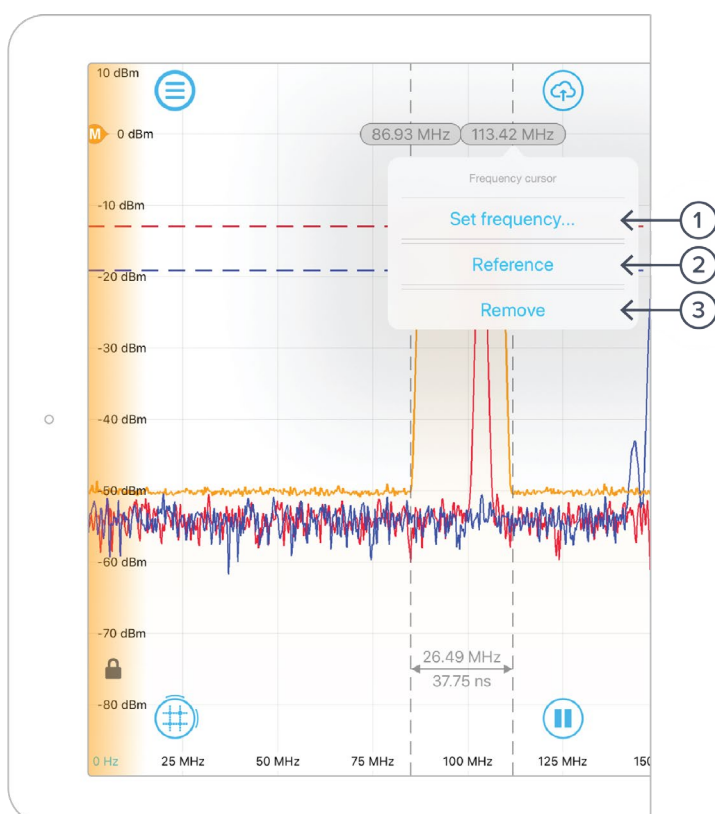 10 dBm
M 0 dBm
86.93 MHz 113.42 MHz
Frequency cursor
-10 dBm
Set frequency... 1
Reference 2
-20 dBm
Remove 3
-30 dBm
-40 dBm
-50 dBm
-60 dBm
-70 dBm
26.49 MHz
37.75 ns
-80 dBm
0 Hz 25 MHz 50 MHz 75 MHz 100 MHz 125 MHz 150